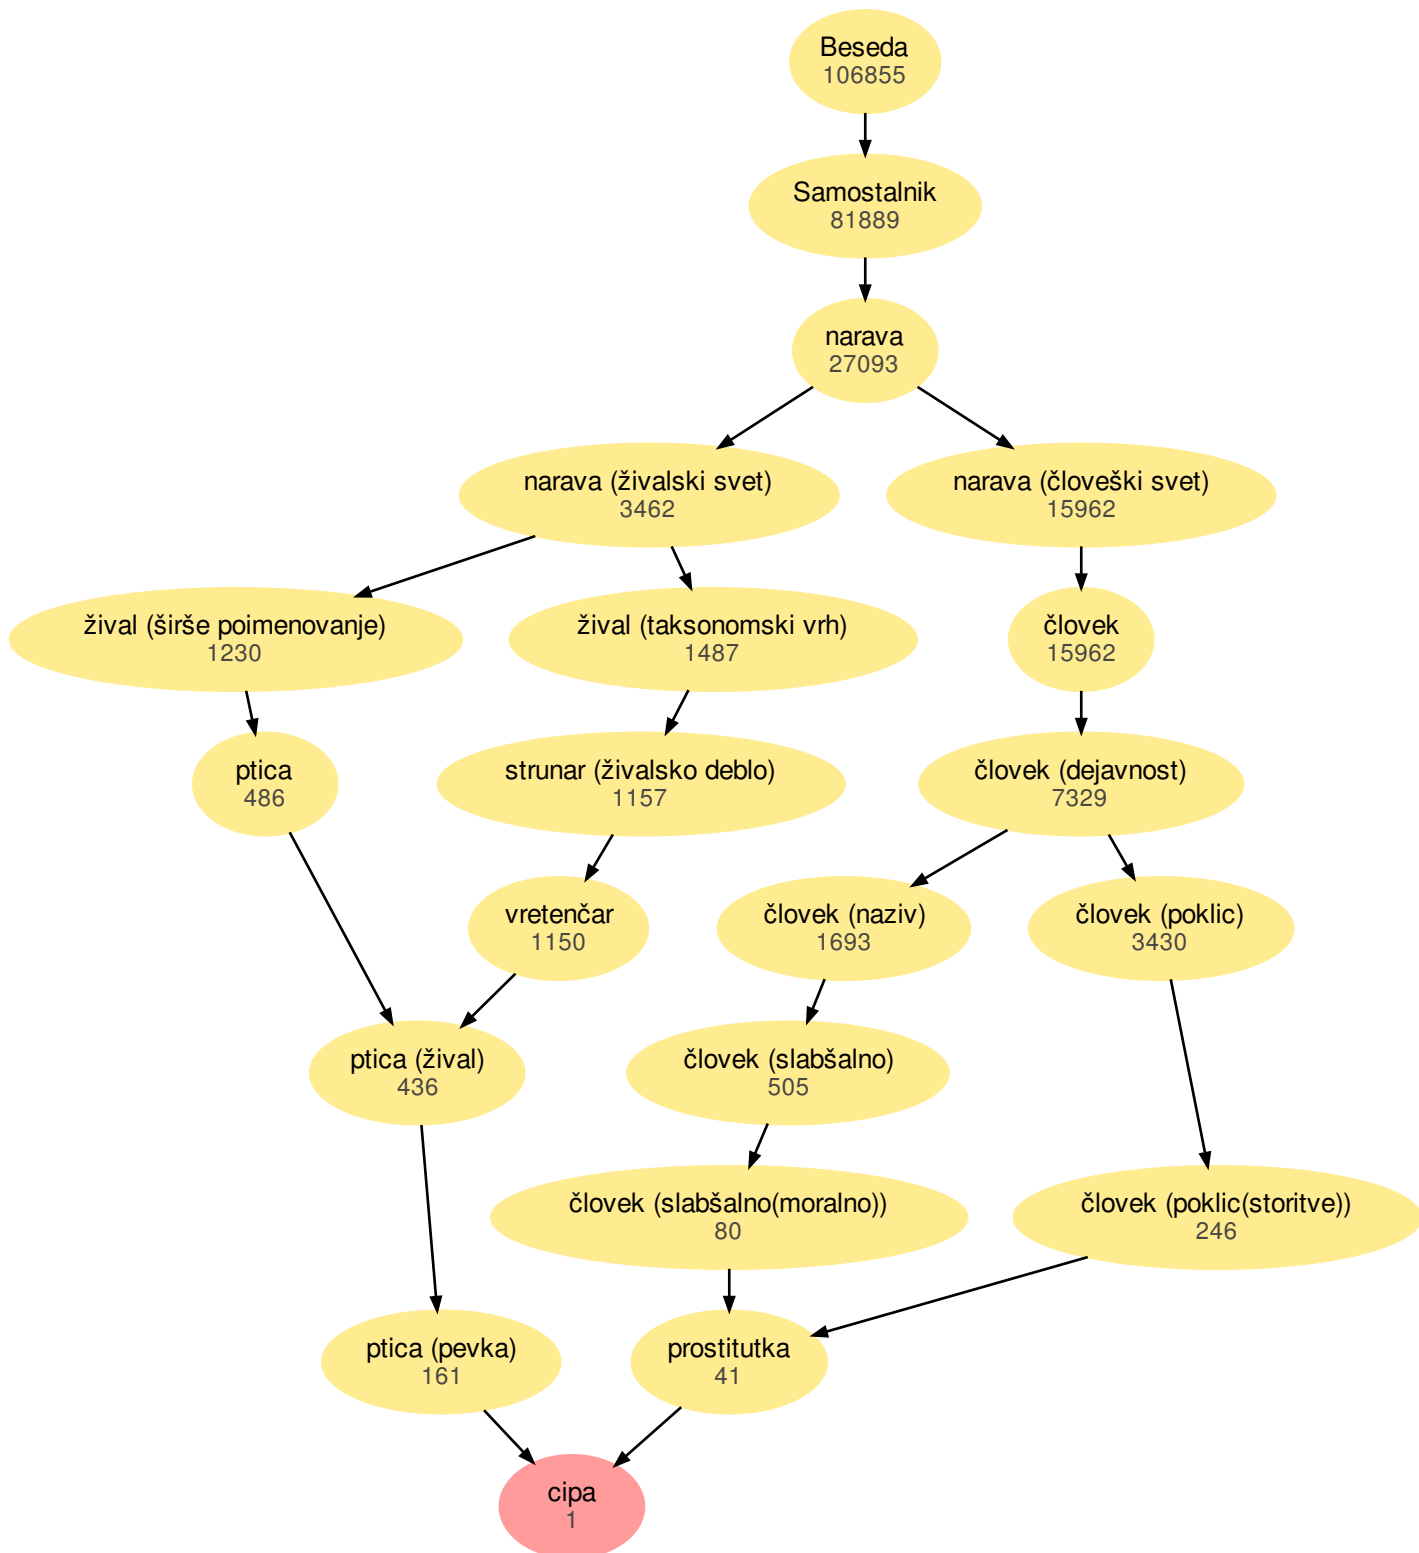 Beseda
106855
Samostalnik
81889
narava
27093
narava (živalski svet)
3462
narava (človeški svet)
15962
žival (širše poimenovanje)
1230
žival (taksonomski vrh)
1487
človek
15962
ptica
486
strunar (živalsko deblo)
1157
človek (dejavnost)
7329
vretenčar
1150
človek (naziv)
1693
človek (poklic)
3430
ptica (žival)
436
človek (slabšalno)
505
človek (slabšalno(moralno))
80
človek (poklic(storitve))
246
ptica (pevka)
161
prostitutka
41
cipa
1